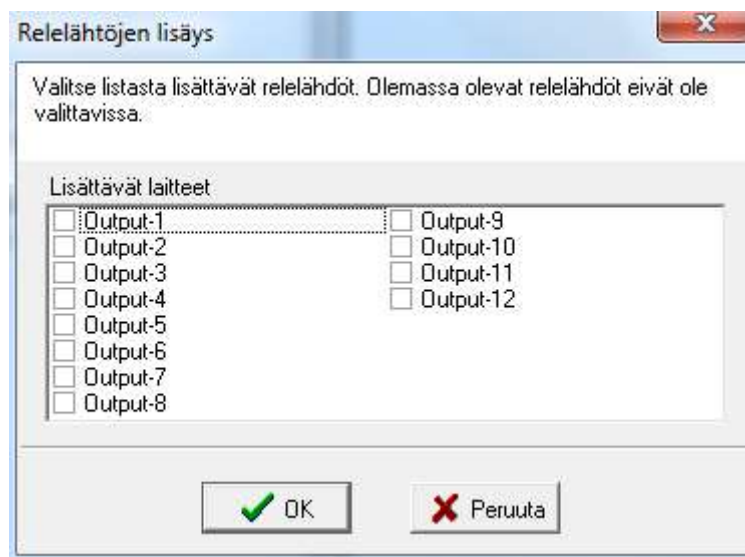 Relelähtöjen lisäys
Valitse listasta lisättävät relelähdöt. Olemassa olevat relelähdöt eivät ole
valittavissa.
Lisättävät laitteet
Output-1
Output-2
Output-3
Output-4
Output-5
Output-6
Output-7
Output-8
Output-9
Output-10
Output-11
Output-12
OK
Peruuta